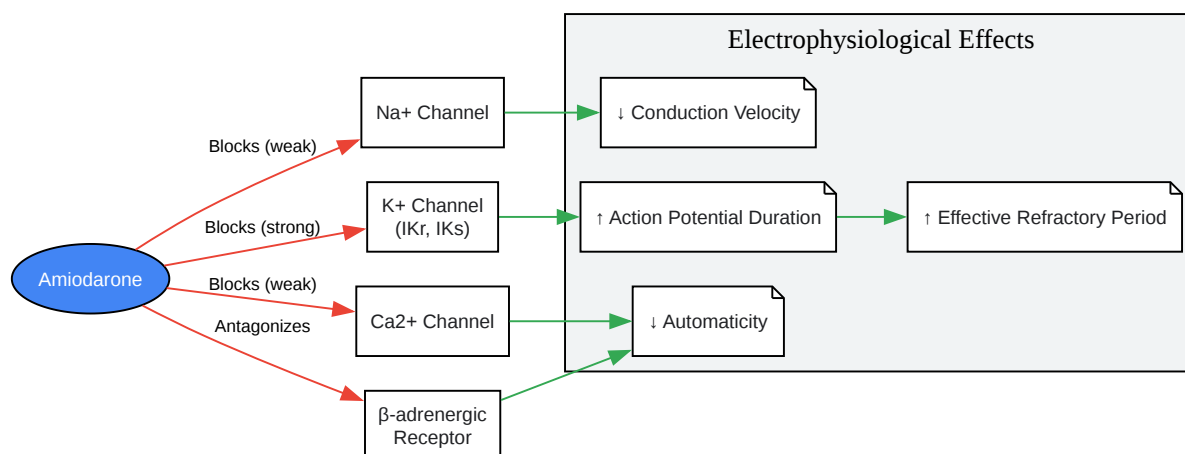 Electrophysiological Effects
Na+ Channel
↓ Conduction Velocity
Blocks (weak)
K+ Channel
(IKr, IKs)
↑ Action Potential Duration
↑ Effective Refractory Period
Blocks (strong)
Amiodarone
Blocks (weak)
Ca2+ Channel
↓ Automaticity
Antagonizes
β-adrenergic
Receptor